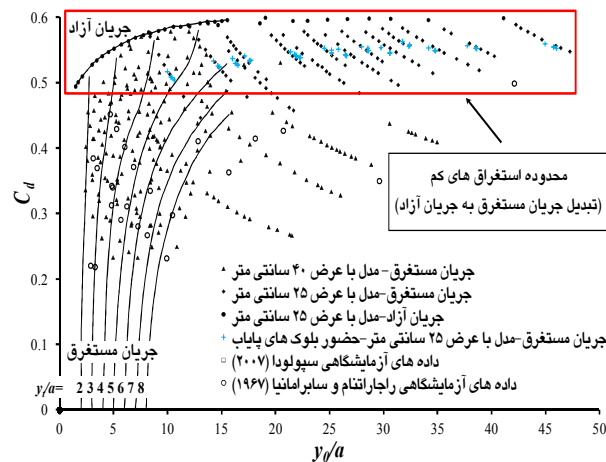 0.6
0.5
0.4
0.3
0.2
0.1
0
C_d
جریان آزاد
محدوده استغراق های کم
(تبدیل جریان مستغرق به جریان آزاد)
جریان مستغرق-مدل با عرض ۴۰ سانتی متر
جریان مستغرق-مدل با عرض ۲۵ سانتی متر
جریان آزاد-مدل با عرض ۲۵ سانتی متر
جریان مستغرق-مدل با عرض ۲۵ سانتی متر-حضور بلوک های پایاب
داده های آزمایشگاهی سپولودا (۲۰۰۷)
داده های آزمایشگاهی راجاراتنام و سابرامانیا (۱۹۶۷)
جریان مستغرق
y/a= 2 3 4 5 6 7 8
0 5 10 15 20 25 30 35 40 45 50
y_0/a